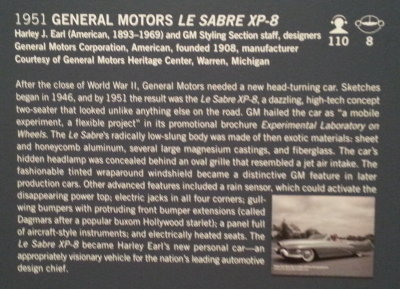 1951 GENERAL MOTORS LE SABRE XP-8
Harley J. Earl (American, 1893–1969) and GM Styling Section staff, designers
General Motors Corporation, American, founded 1908, manufacturer
Courtesy of General Motors Heritage Center, Warren, Michigan
110
8
After the close of World War II, General Motors needed a new head-turning car. Sketches
began in 1946, and by 1951 the result was the Le Sabre XP-8, a dazzling, high-tech concept
two-seater that looked unlike anything else on the road. GM hailed the car as "a mobile
experiment, a flexible project" in its promotional brochure Experimental Laboratory on
Wheels. The Le Sabre's radically low-slung body was made of then exotic materials: sheet
and honeycomb aluminum, several large magnesium castings, and fiberglass. The car's
hidden headlamp was concealed behind an oval grille that resembled a jet air intake. The
fashionable tinted wraparound windshield became a distinctive GM feature in later
production cars. Other advanced features included a rain sensor, which could activate the
disappearing power top; electric jacks in all four corners; gull-
wing bumpers with protruding front bumper extensions (called
Dagmars after a popular buxom Hollywood starlet); a panel full
of aircraft-style instruments; and electrically heated seats. The
Le Sabre XP-8 became Harley Earl's new personal car—an
appropriately visionary vehicle for the nation's leading automotive
design chief.